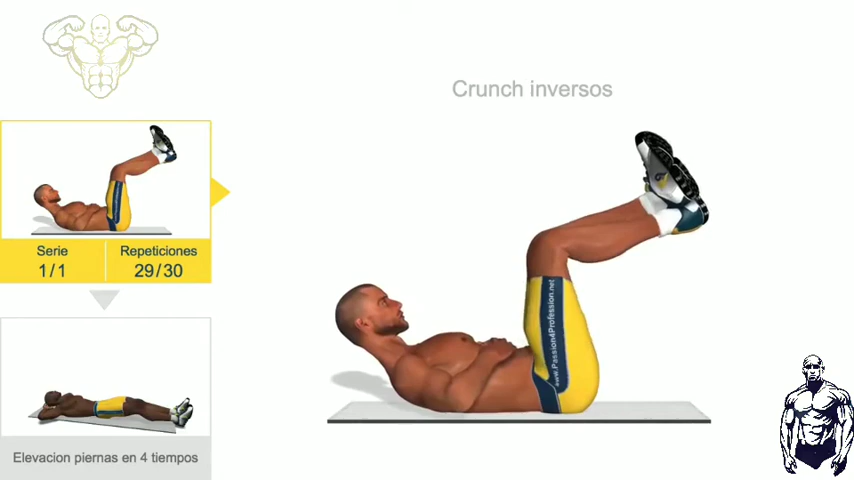 Crunch inversos
Serie
1/1
Repeticiones
29/30
Elevacion piernas en 4 tiempos
www.Passion4Profession.net